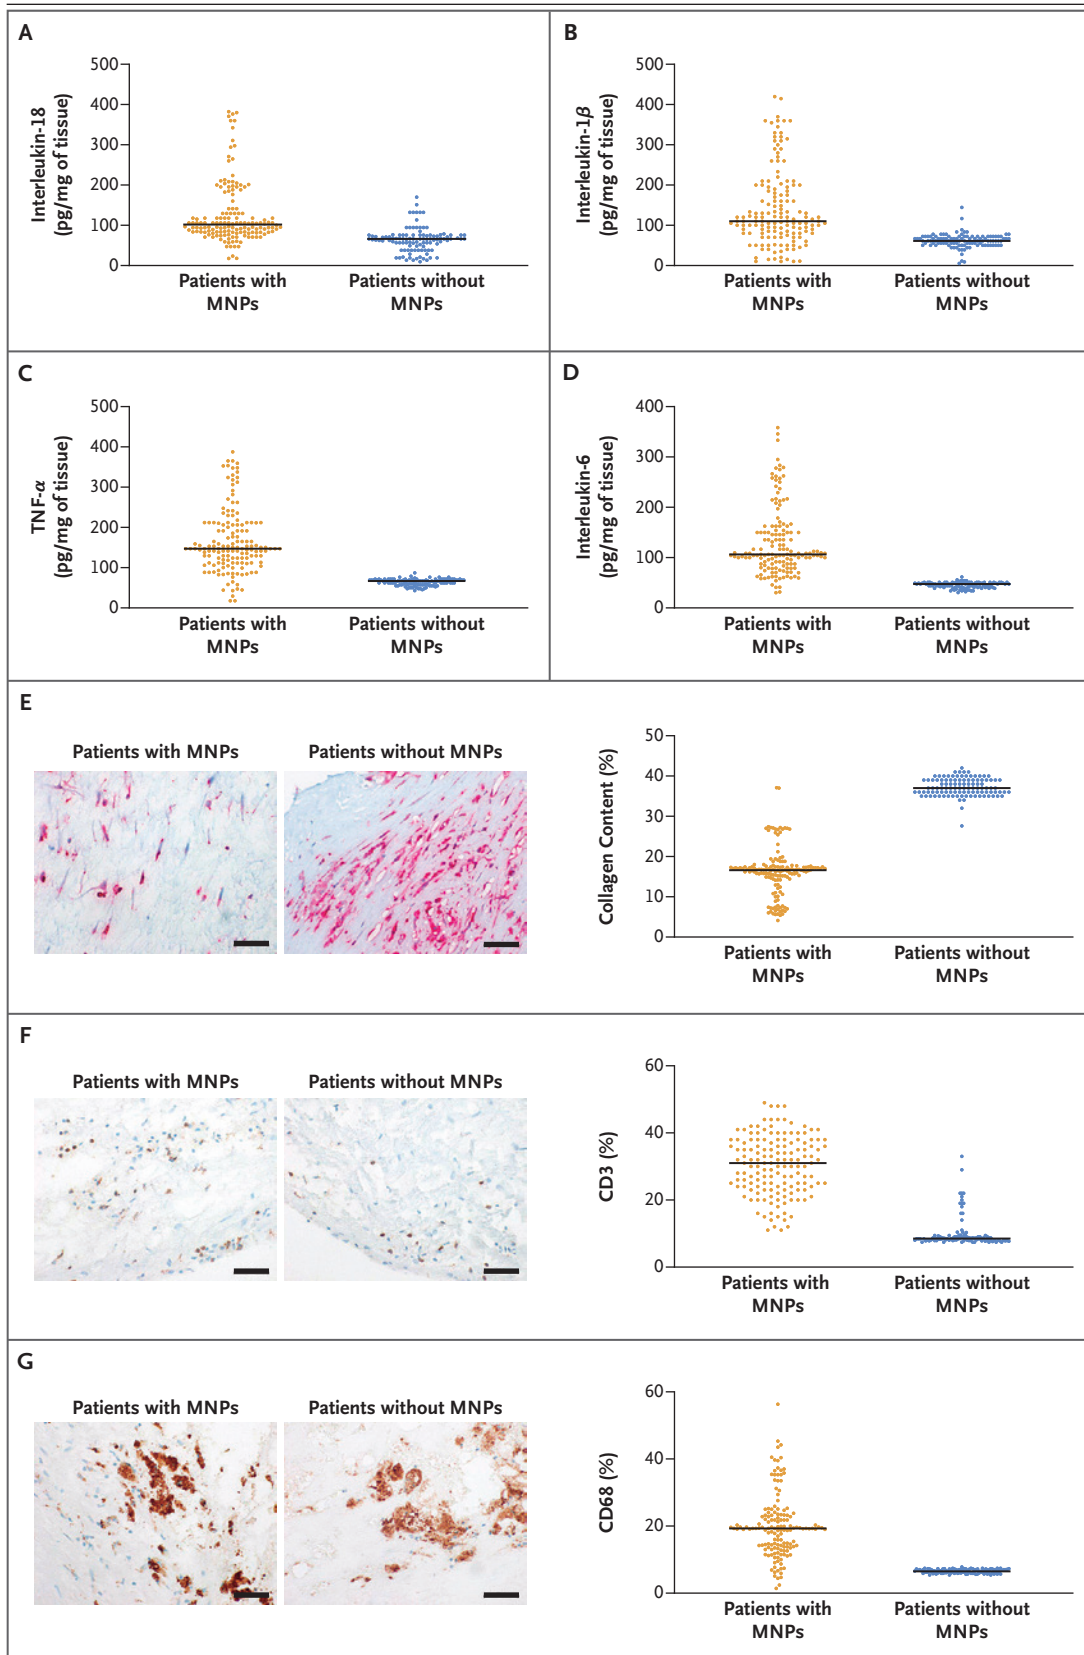 A
Interleukin-18
(pg/mg of tissue)
500
400
300
200
100
0
Patients with
MNPs
Patients without
MNPs
B
Interleukin-1β
(pg/mg of tissue)
500
400
300
200
100
0
Patients with
MNPs
Patients without
MNPs
C
TNF-α
(pg/mg of tissue)
500
400
300
200
100
0
Patients with
MNPs
Patients without
MNPs
D
Interleukin-6
(pg/mg of tissue)
400
300
200
100
0
Patients with
MNPs
Patients without
MNPs
E
Patients with MNPs
Patients without MNPs
Collagen Content (%)
50
40
30
20
10
0
Patients with
MNPs
Patients without
MNPs
F
Patients with MNPs
Patients without MNPs
CD3 (%)
60
40
20
0
Patients with
MNPs
Patients without
MNPs
G
Patients with MNPs
Patients without MNPs
CD68 (%)
60
40
20
0
Patients with
MNPs
Patients without
MNPs